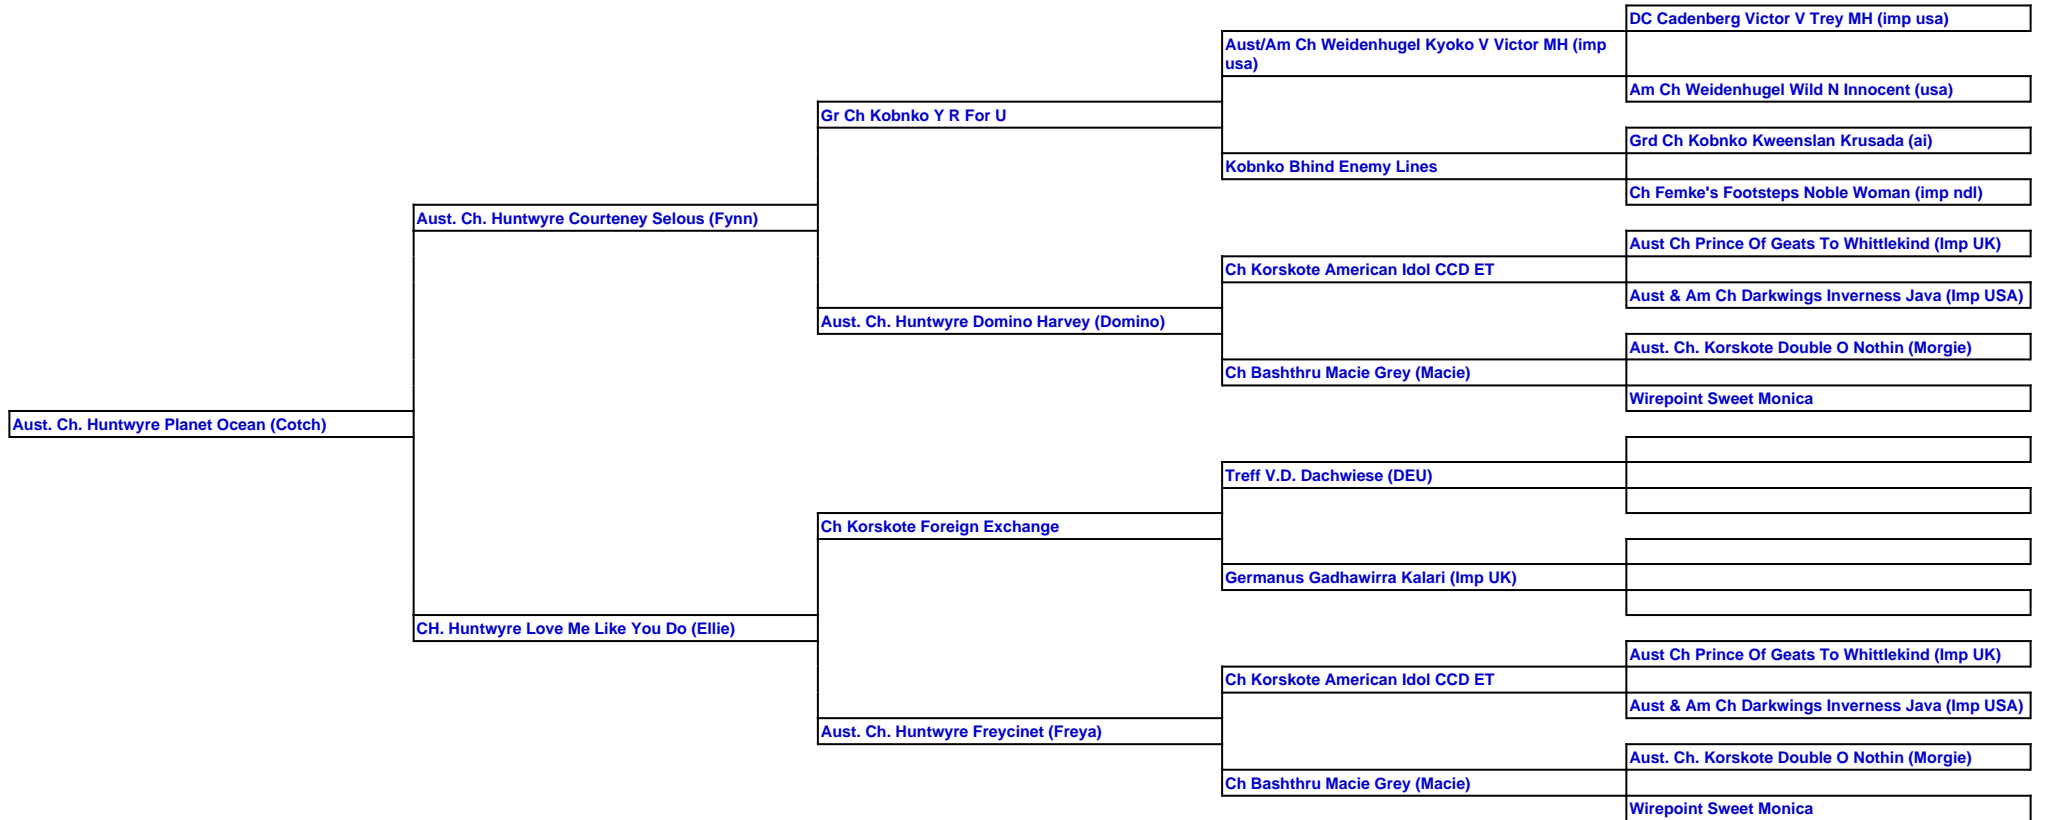 DC Cadenberg Victor V Trey MH (imp usa)
Aust/Am Ch Weidenhugel Kyoko V Victor MH (imp
usa)
Am Ch Weidenhugel Wild N Innocent (usa)
Gr Ch Kobnko Y R For U
Grd Ch Kobnko Kweenslan Krusada (ai)
Kobnko Bhind Enemy Lines
Ch Femke's Footsteps Noble Woman (imp ndl)
Aust. Ch. Huntwyre Courteney Selous (Fynn)
Aust Ch Prince Of Geats To Whittlekind (Imp UK)
Ch Korskote American Idol CCD ET
Aust & Am Ch Darkwings Inverness Java (Imp USA)
Aust. Ch. Huntwyre Domino Harvey (Domino)
Aust. Ch. Korskote Double O Nothin (Morgie)
Ch Bashthru Macie Grey (Macie)
Wirepoint Sweet Monica
Aust. Ch. Huntwyre Planet Ocean (Cotch)
Treff V.D. Dachwiese (DEU)
Ch Korskote Foreign Exchange
Germanus Gadhawirra Kalari (Imp UK)
CH. Huntwyre Love Me Like You Do (Ellie)
Aust Ch Prince Of Geats To Whittlekind (Imp UK)
Ch Korskote American Idol CCD ET
Aust & Am Ch Darkwings Inverness Java (Imp USA)
Aust. Ch. Huntwyre Freycinet (Freya)
Aust. Ch. Korskote Double O Nothin (Morgie)
Ch Bashthru Macie Grey (Macie)
Wirepoint Sweet Monica